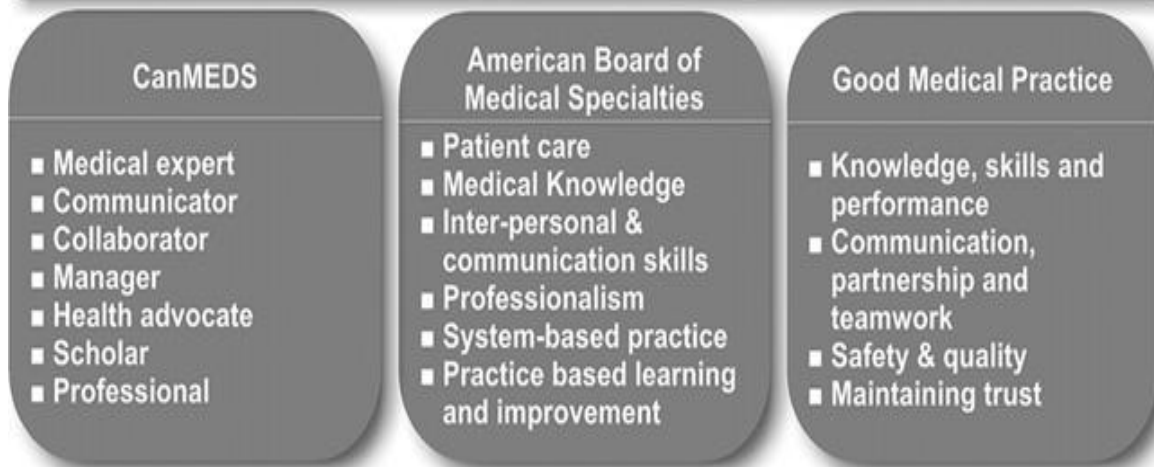 CanMEDS
■ Medical expert
■ Communicator
■ Collaborator
■ Manager
■ Health advocate
■ Scholar
■ Professional
American Board of
Medical Specialties
■ Patient care
■ Medical Knowledge
■ Inter-personal &
communication skills
■ Professionalism
■ System-based practice
■ Practice based learning
and improvement
Good Medical Practice
■ Knowledge, skills and
performance
■ Communication,
partnership and
teamwork
■ Safety & quality
■ Maintaining trust